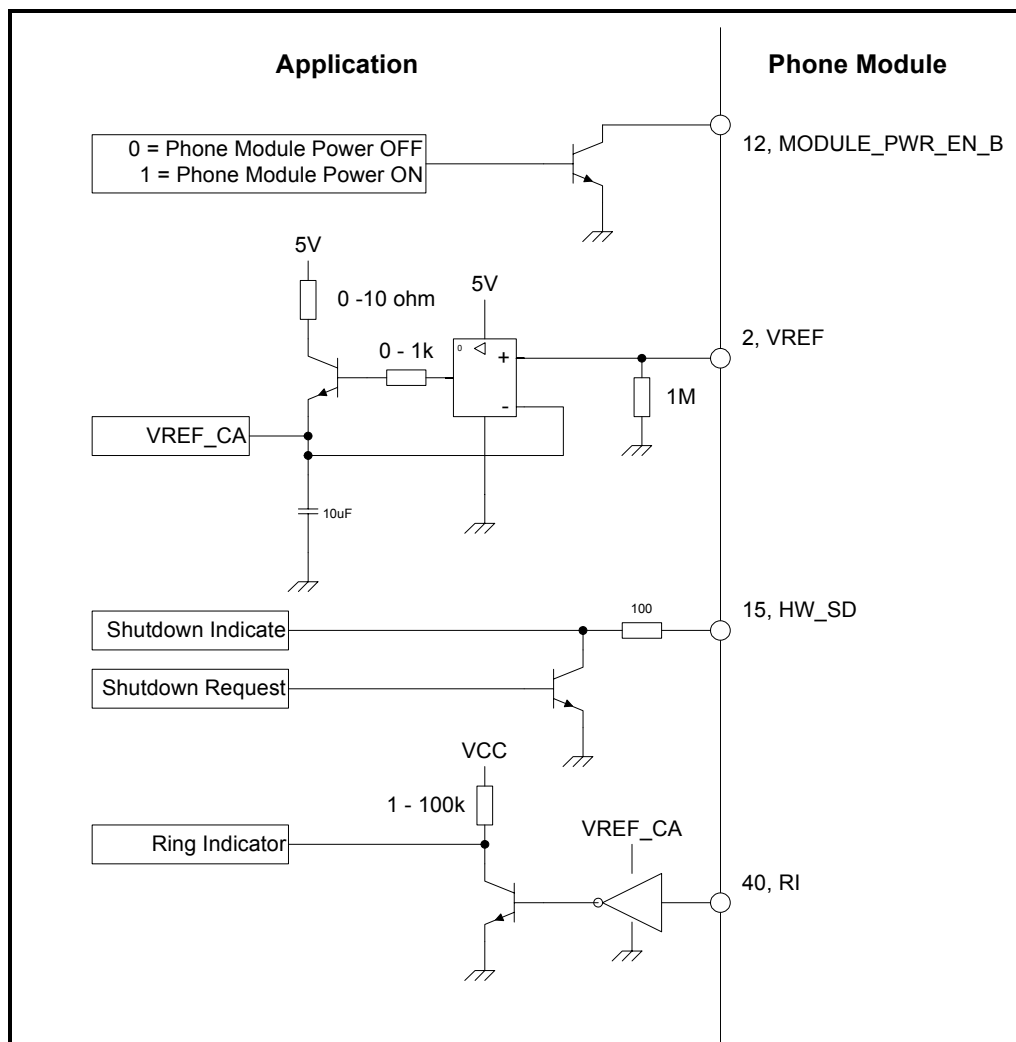 Application
Phone Module
0 = Phone Module Power OFF
1 = Phone Module Power ON
12, MODULE_PWR_EN_B
5V
0 -10 ohm
5V
0 - 1k
0
+
-
2, VREF
1M
VREF_CA
10uF
Shutdown Indicate
100
15, HW_SD
Shutdown Request
VCC
1 - 100k
Ring Indicator
VREF_CA
40, RI